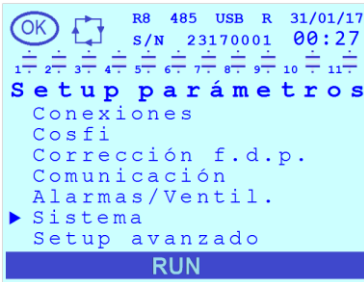 OK R8 485 USB R 31/01/17
S/N 23170001 00:27
1 2 3 4 5 6 7 8 9 10 11
Setup parámetros
Conexiones
Cosfi
Corrección f.d.p.
Comunicación
Alarmas/Ventil.
Sistema
Setup avanzado
RUN